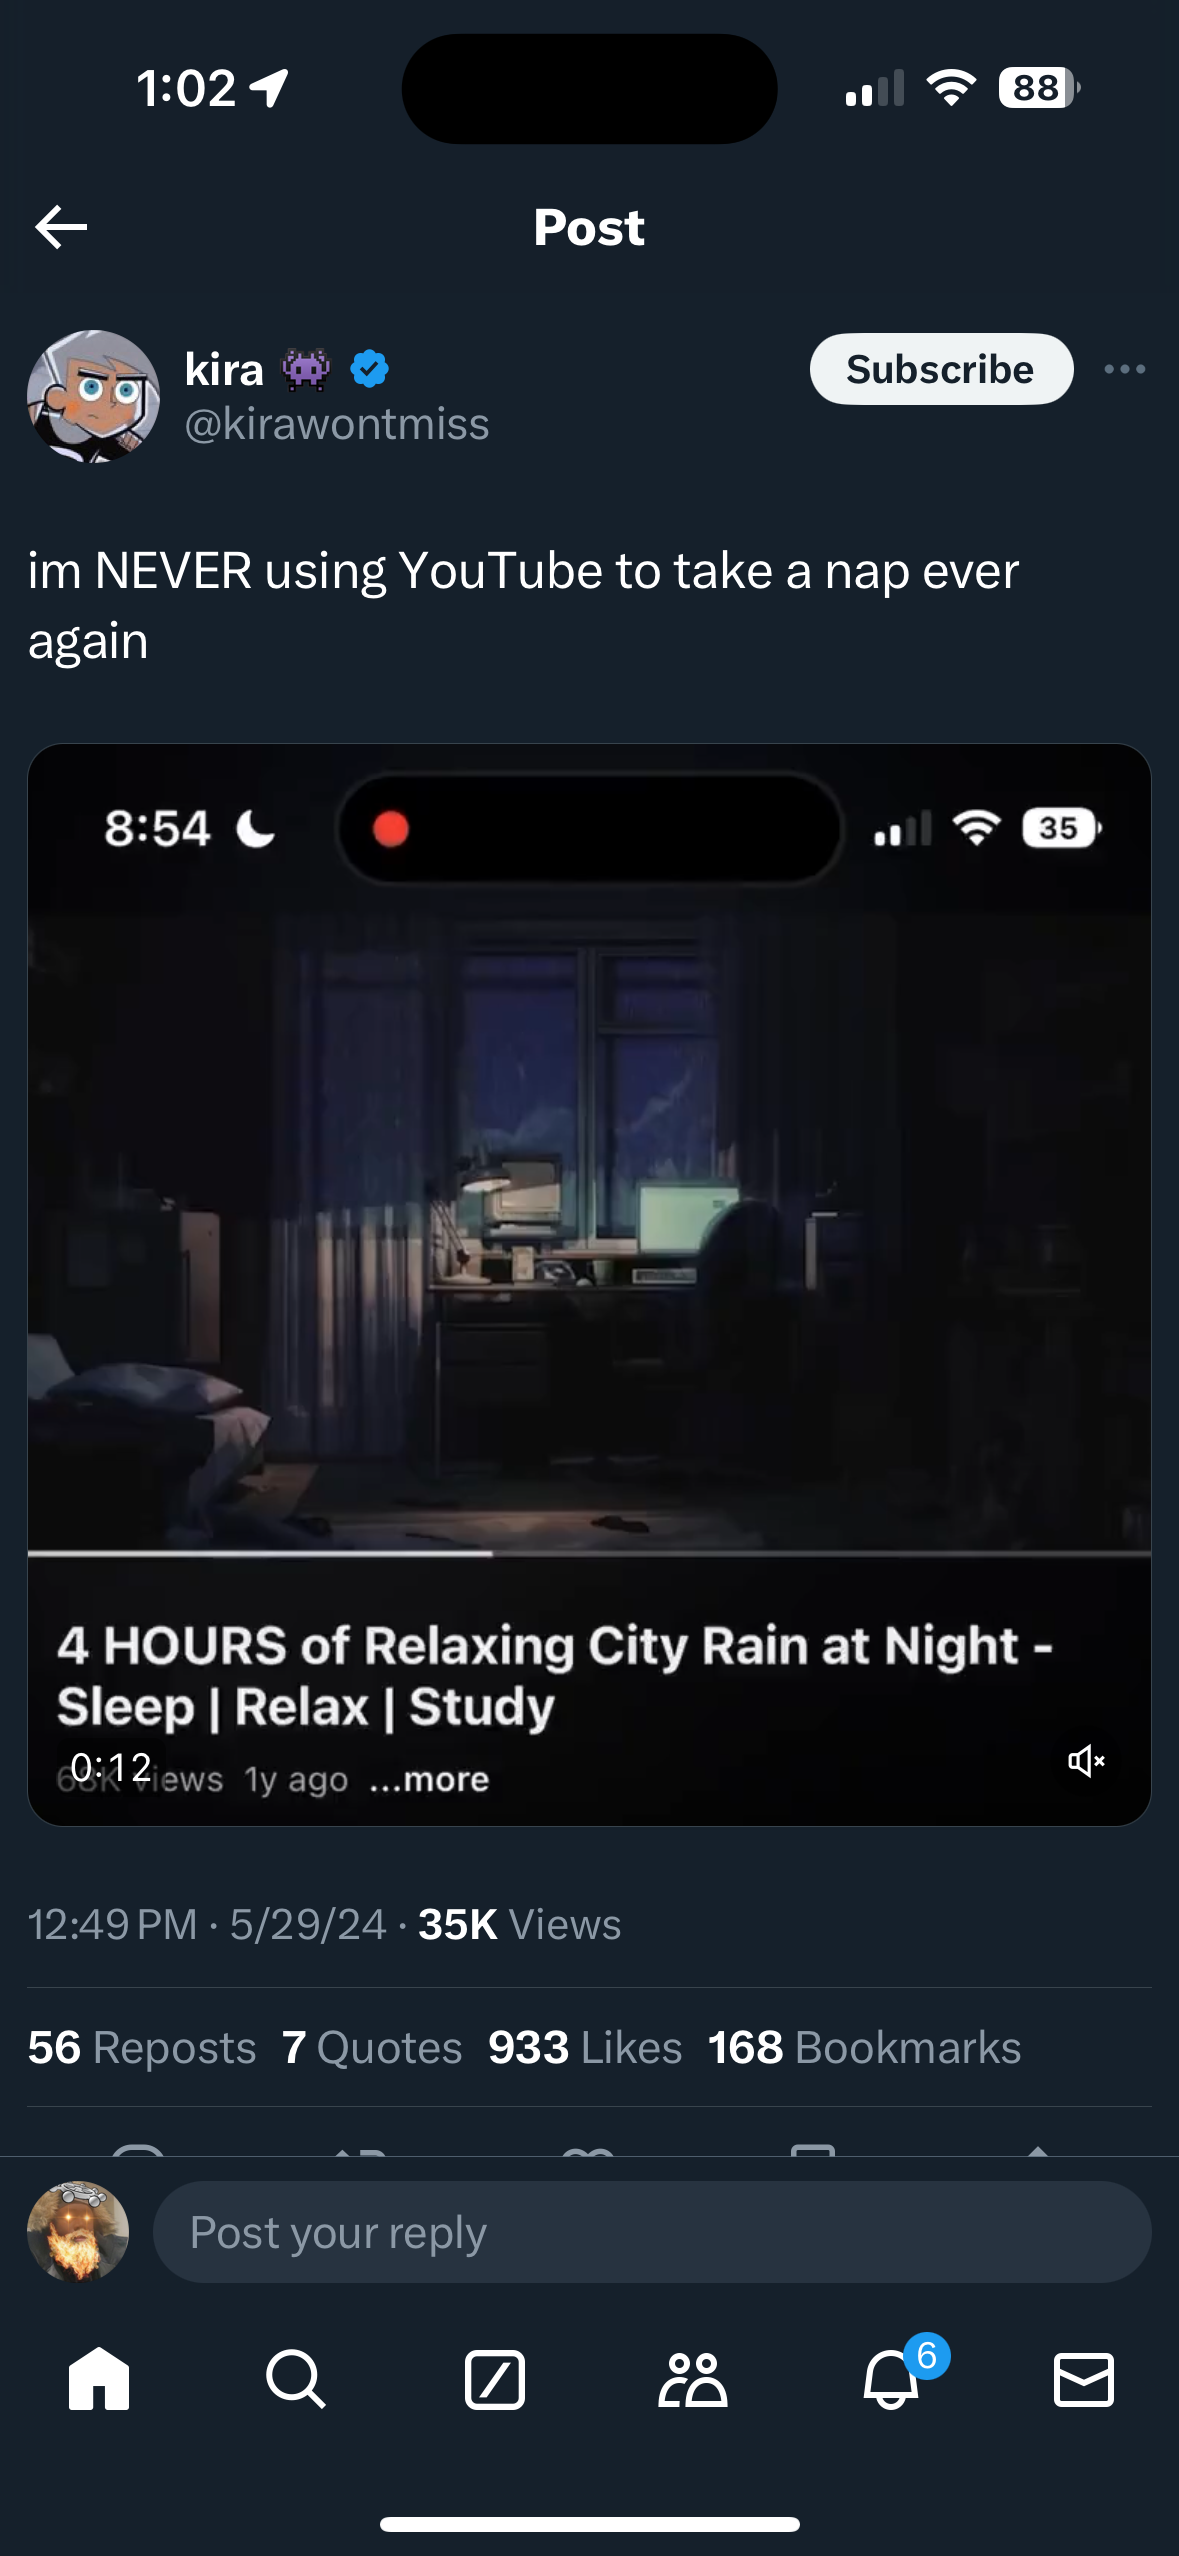 1:02
88
Post
kira
@kirawontmiss
Subscribe
im NEVER using YouTube to take a nap ever
again
8:54
35
4 HOURS of Relaxing City Rain at Night -
Sleep | Relax | Study
0:12
68K views 1y ago ...more
12:49 PM · 5/29/24 · 35K Views
56 Reposts 7 Quotes 933 Likes 168 Bookmarks
Post your reply
6